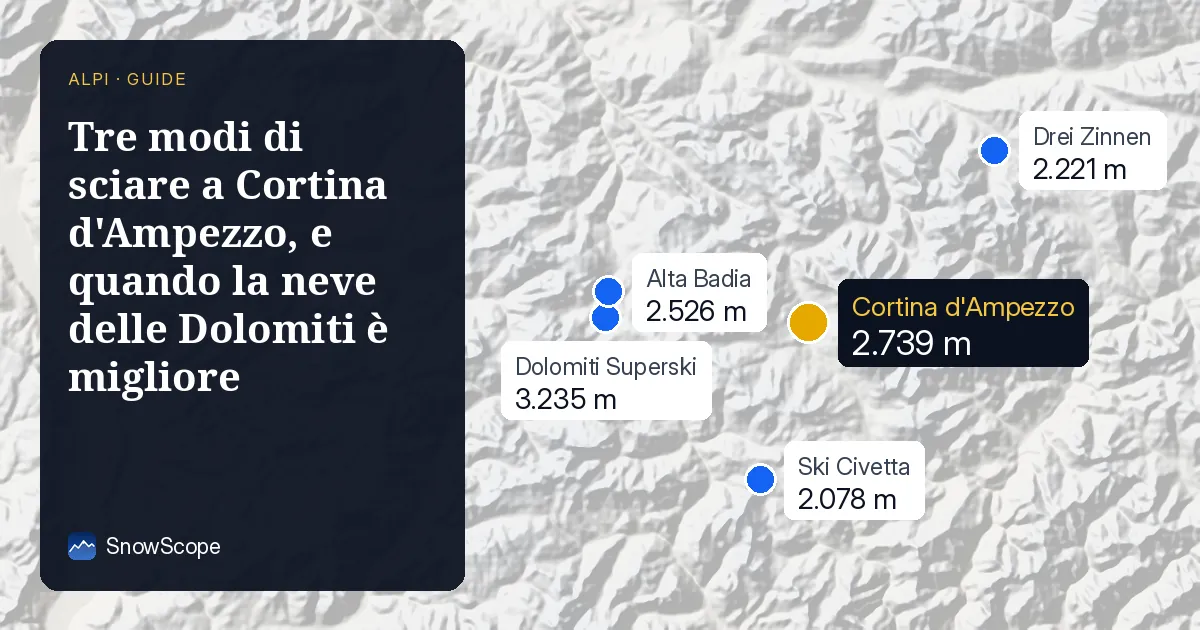 ALPI · GUIDE
Tre modi di
sciare a Cortina
d'Ampezzo, e
quando la neve
delle Dolomiti è
migliore
SnowScope
Drei Zinnen
2.221 m
Alta Badia
2.526 m
Cortina d'Ampezzo
2.739 m
Dolomiti Superski
3.235 m
Ski Civetta
2.078 m